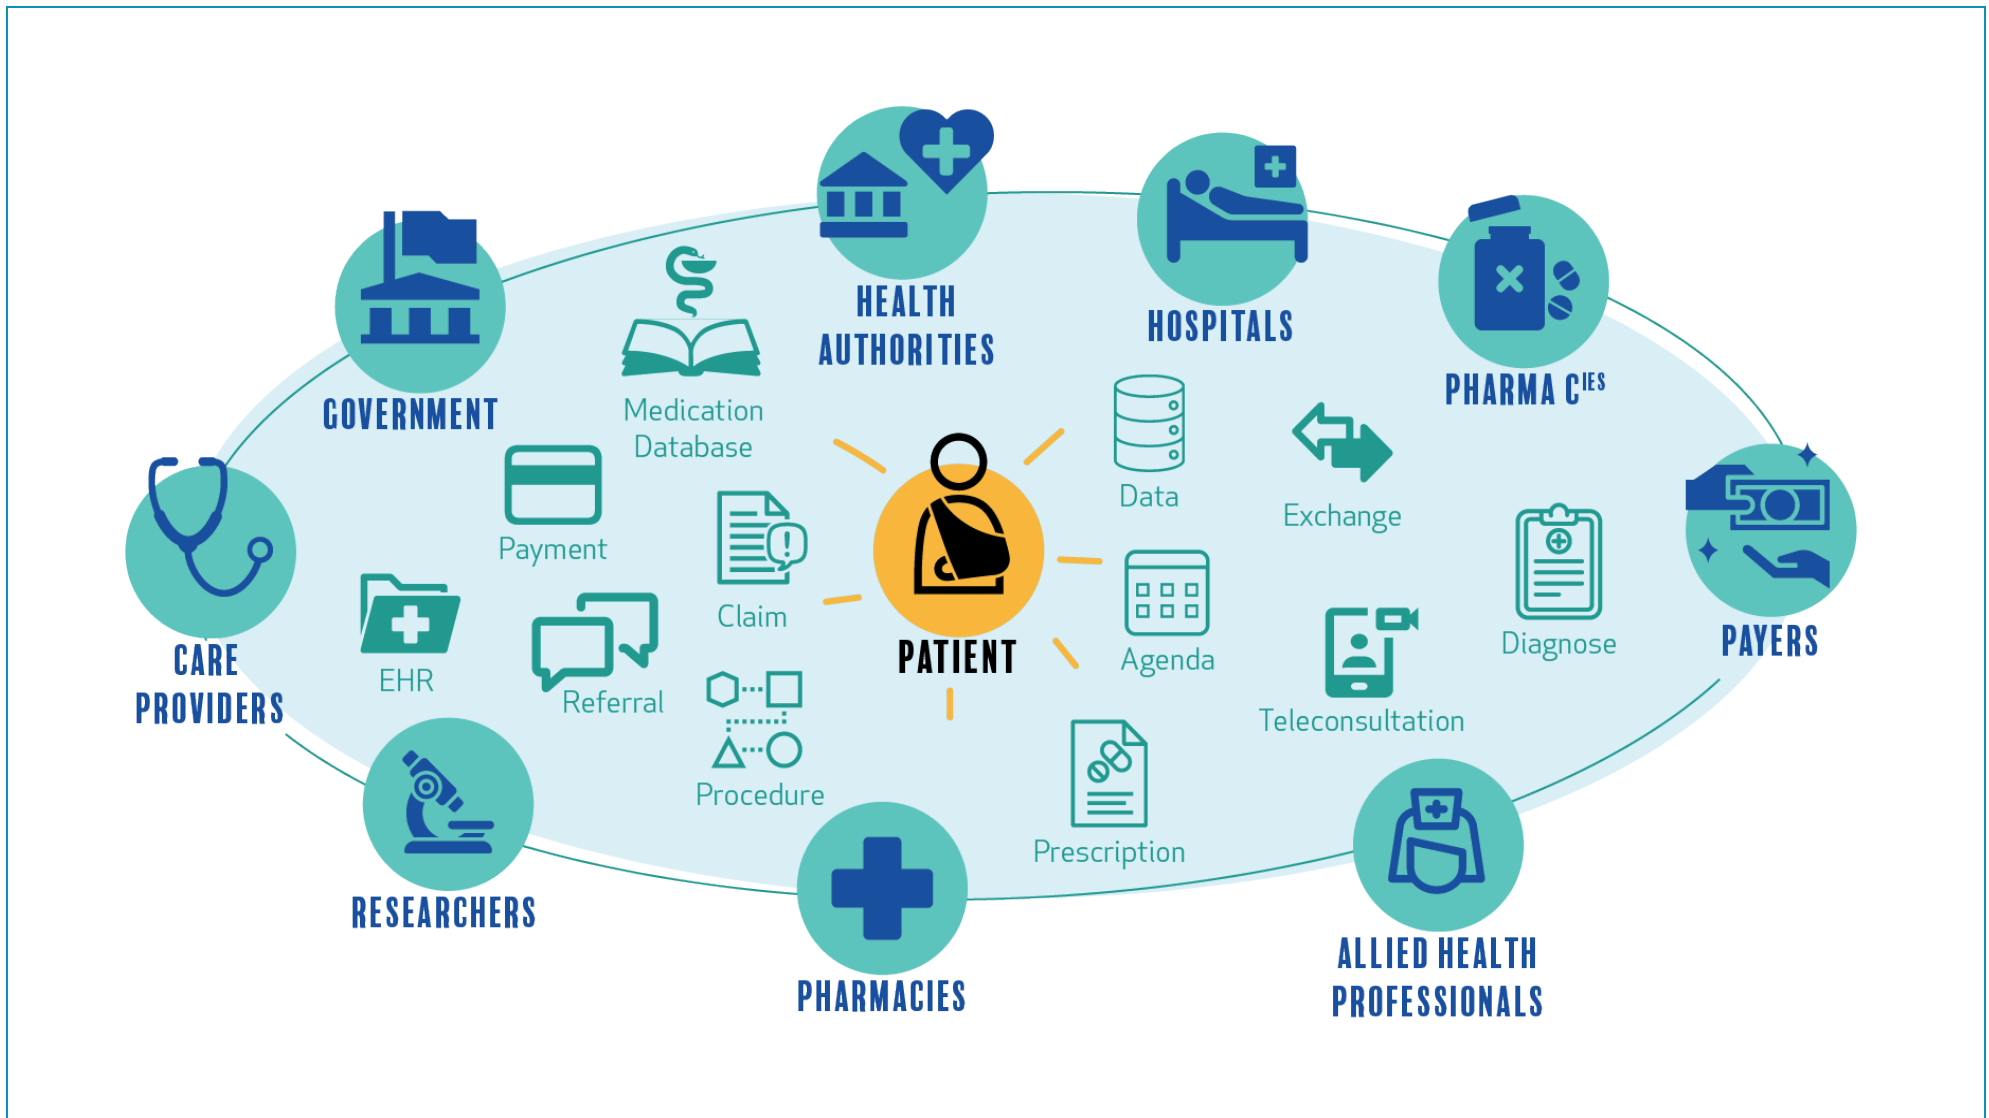 HEALTH
AUTHORITIES
HOSPITALS
PHARMA CIES
GOVERNMENT
Medication
Database
Data
Exchange
Payment
Claim
PATIENT
Agenda
Diagnose
PAYERS
CARE
PROVIDERS
EHR
Referral
Teleconsultation
Procedure
Prescription
RESEARCHERS
PHARMACIES
ALLIED HEALTH
PROFESSIONALS